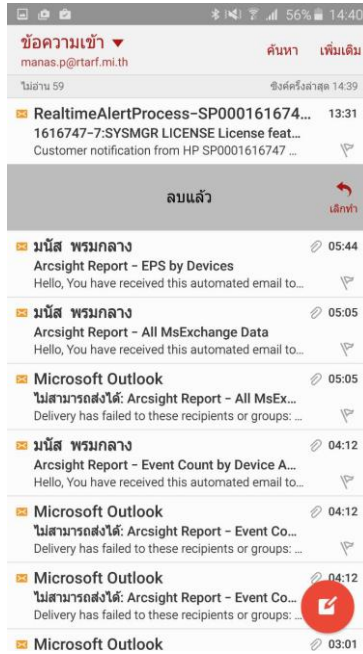 56% 14:40
ข้อความเข้า
ค้นหา เพิ่มเติม
manas.p@rtarf.mi.th
ไม่อ่าน 59 ซิงค์ครั้งล่าสุด 14:39
RealtimeAlertProcess-SP000161674... 13:31
1616747-7:SYSMGR LICENSE License feat...
Customer notification from HP SP0001616747 ...
ลบแล้ว
เลิกทำ
มนัส พรมกลาง 05:44
Arcsight Report - EPS by Devices
Hello, You have received this automated email to...
มนัส พรมกลาง 05:05
Arcsight Report - All MsExchange Data
Hello, You have received this automated email to...
Microsoft Outlook 05:05
ไม่สามารถส่งได้: Arcsight Report - All MsEx...
Delivery has failed to these recipients or groups: ...
มนัส พรมกลาง 04:12
Arcsight Report - Event Count by Device A...
Hello, You have received this automated email to...
Microsoft Outlook 04:12
ไม่สามารถส่งได้: Arcsight Report - Event Co...
Delivery has failed to these recipients or groups: ...
Microsoft Outlook 04:12
ไม่สามารถส่งได้: Arcsight Report - Event Co...
Delivery has failed to these recipients or groups: ...
Microsoft Outlook 03:01